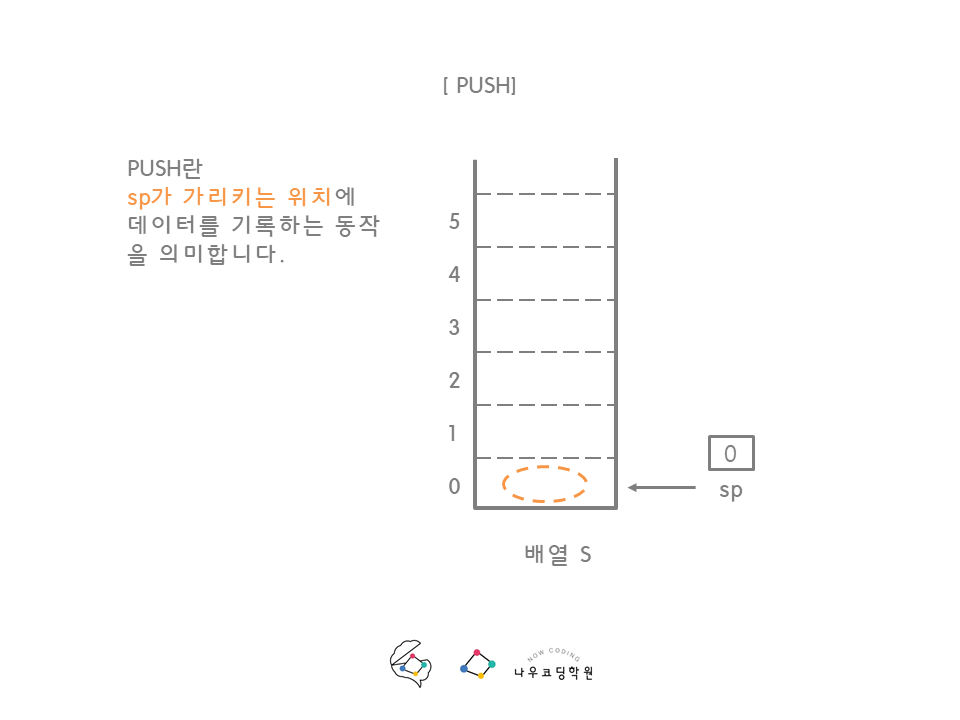 [ PUSH]
PUSH란
sp가 가리키는 위치에
데이터를 기록하는 동작
을 의미합니다.
5
4
3
2
1
0
0
sp
배열 S
NOW CODING
나우코딩학원